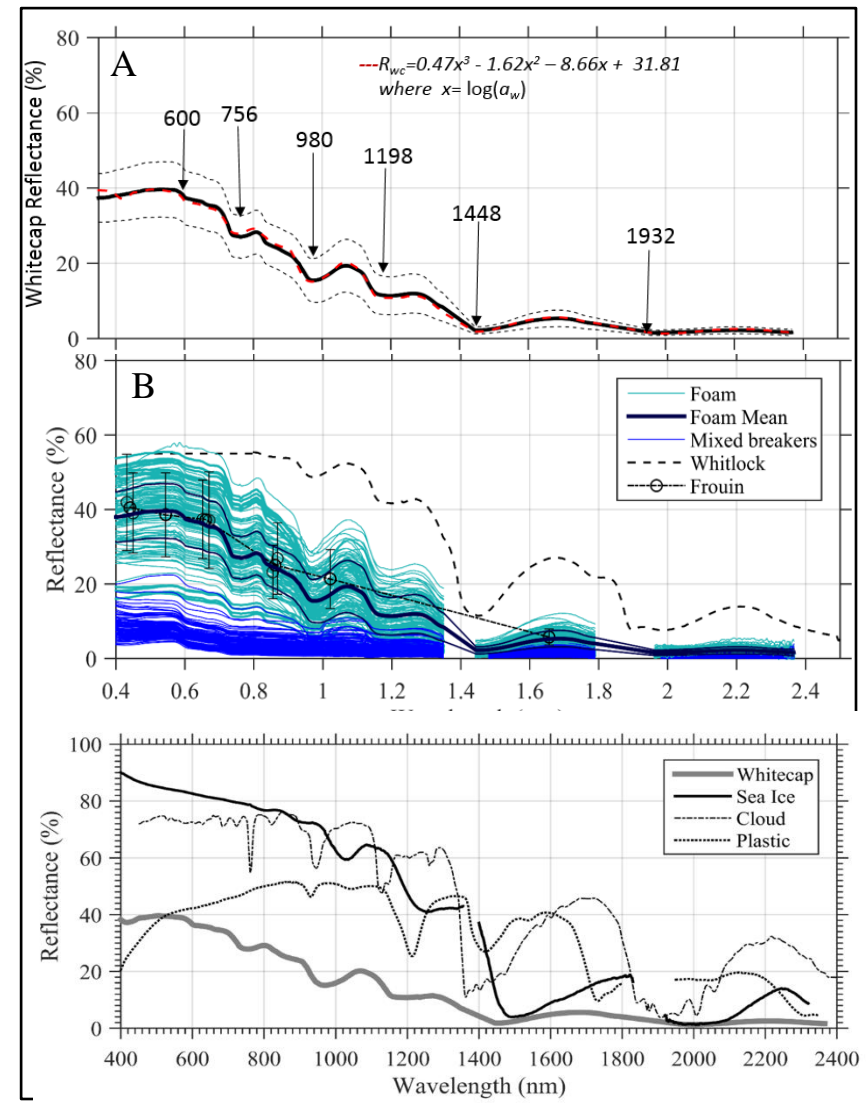 A
---R_wc=0.47x³ - 1.62x² – 8.66x + 31.81
where x= log(a_w)
Whitecap Reflectance (%)
80
60
40
20
0
600
756
980
1198
1448
1932
B
Reflectance (%)
80
60
40
20
0
Foam
Foam Mean
Mixed breakers
Whitlock
Frouin
0.4 0.6 0.8 1 1.2 1.4 1.6 1.8 2 2.2 2.4
Reflectance (%)
100
80
60
40
20
0
Whitecap
Sea Ice
Cloud
Plastic
400 600 800 1000 1200 1400 1600 1800 2000 2200 2400
Wavelength (nm)